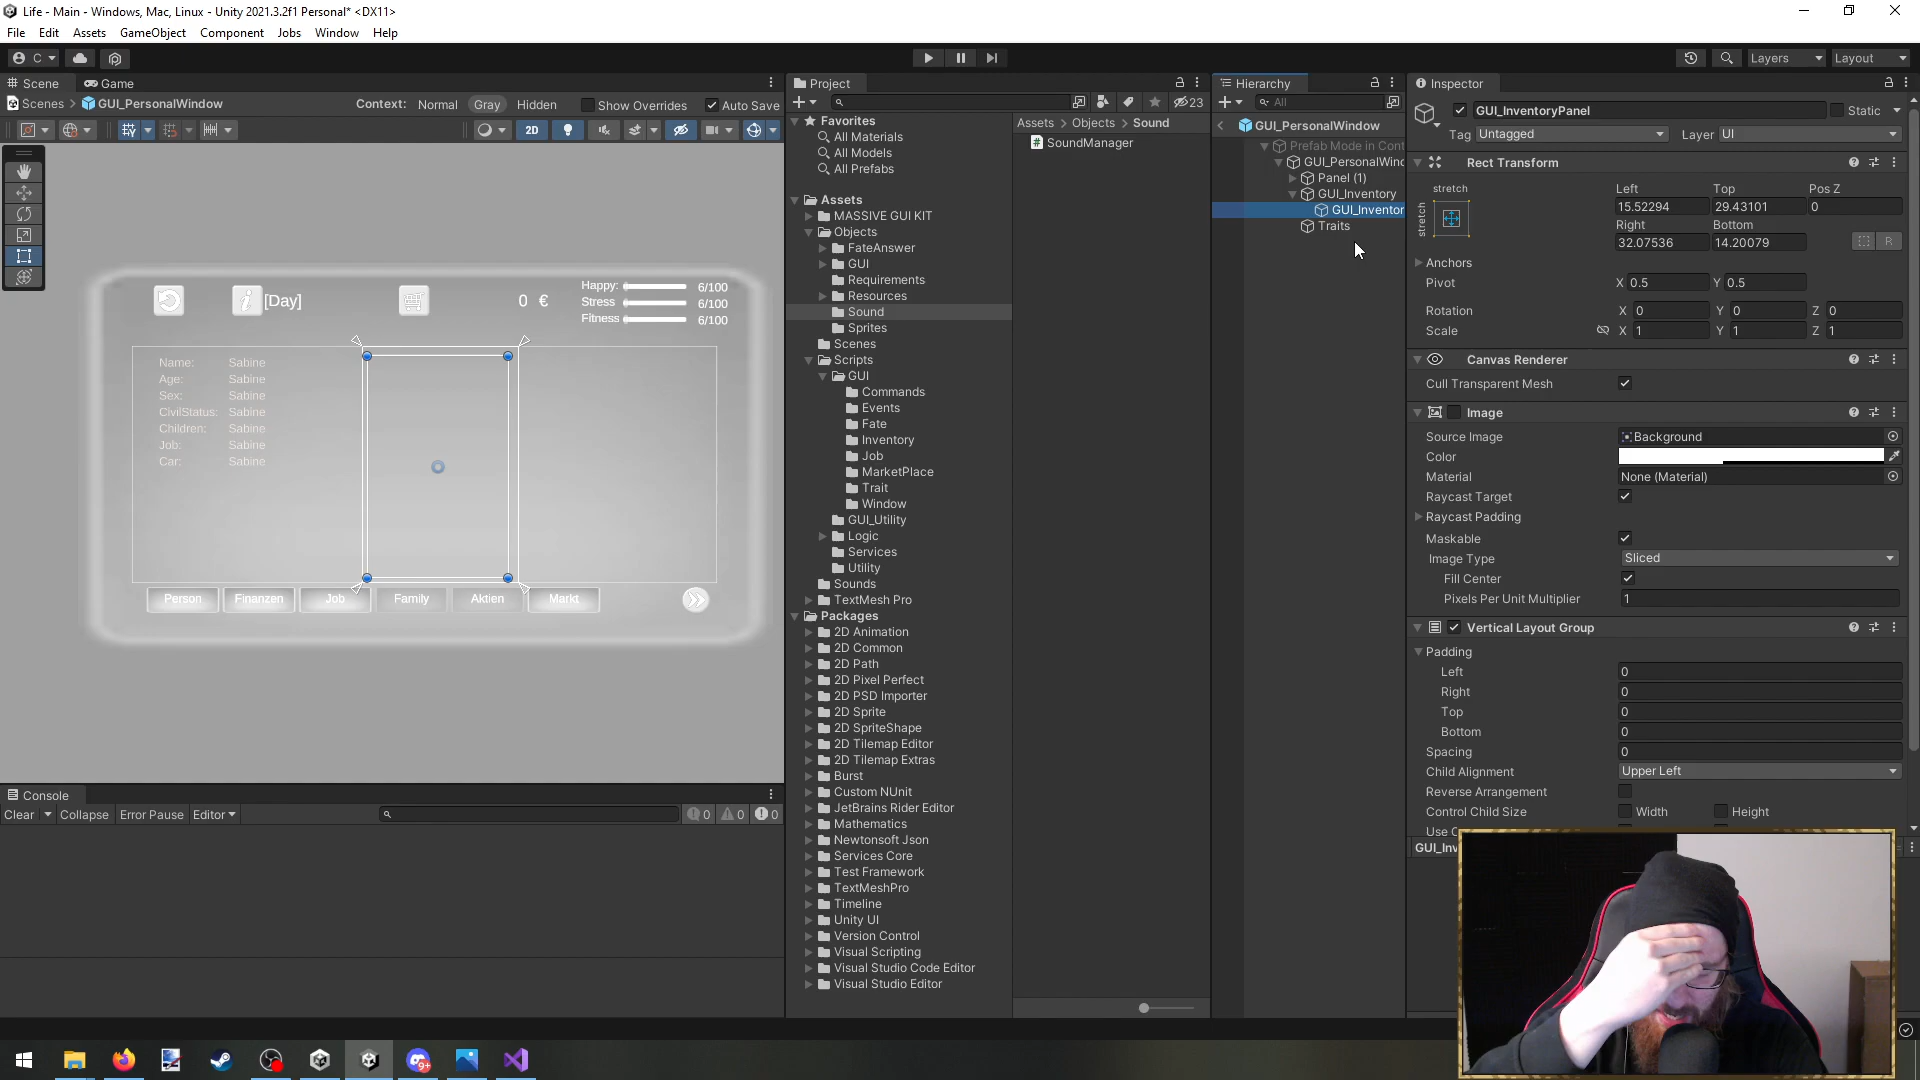 Life - Main - Windows, Mac, Linux - Unity 2021.3.2f1 Personal* <DX11>
File Edit Assets GameObject Component Jobs Window Help
C
Layers Layout
Scene Game
Scenes GUI_PersonalWindow
Context: Normal Gray Hidden Show Overrides Auto Save
2D
[Day]
0 €
Happy: 6/100
Stress 6/100
Fitness 6/100
Name: Sabine
Age: Sabine
Sex: Sabine
CivilStatus: Sabine
Children: Sabine
Job: Sabine
Car: Sabine
Person Finanzen Job Family Aktien Markt
Console
Clear Collapse Error Pause Editor
0 0 0
Project
23
Favorites
All Materials
All Models
All Prefabs
Assets
MASSIVE GUI KIT
Objects
FateAnswer
GUI
Requirements
Resources
Sound
Sprites
Scenes
Scripts
GUI
Commands
Events
Fate
Inventory
Job
MarketPlace
Trait
Window
GUI_Utility
Logic
Services
Utility
Sounds
TextMesh Pro
Packages
2D Animation
2D Common
2D Path
2D Pixel Perfect
2D PSD Importer
2D Sprite
2D SpriteShape
2D Tilemap Editor
2D Tilemap Extras
Burst
Custom NUnit
JetBrains Rider Editor
Mathematics
Newtonsoft Json
Services Core
Test Framework
TextMeshPro
Timeline
Unity UI
Version Control
Visual Scripting
Visual Studio Code Editor
Visual Studio Editor
Assets > Objects > Sound
SoundManager
Hierarchy
All
GUI_PersonalWindow
Prefab Mode in Cont
GUI_PersonalWind
Panel (1)
GUI_Inventory
GUI_Inventor
Traits
Inspector
GUI_InventoryPanel Static
Tag Untagged Layer UI
Rect Transform
stretch
stretch
Left Top Pos Z
15.52294 29.43101 0
Right Bottom
32.07536 14.20079 R
Anchors
Pivot X 0.5 Y 0.5
Rotation X 0 Y 0 Z 0
Scale X 1 Y 1 Z 1
Canvas Renderer
Cull Transparent Mesh
Image
Source Image Background
Color
Material None (Material)
Raycast Target
Raycast Padding
Maskable
Image Type Sliced
Fill Center
Pixels Per Unit Multiplier 1
Vertical Layout Group
Padding
Left 0
Right 0
Top 0
Bottom 0
Spacing 0
Child Alignment Upper Left
Reverse Arrangement
Control Child Size Width Height
Use C
GUI_Inv
9+